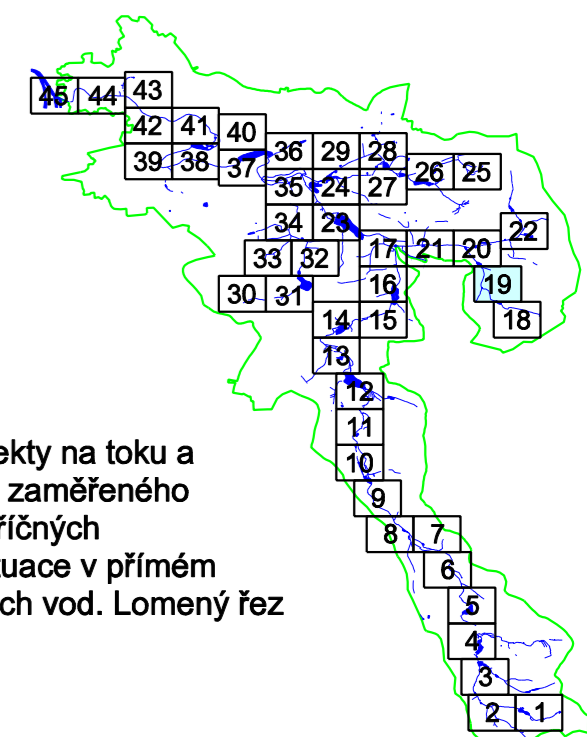 43
45 44
42 41 40
39 38 37 36 29 28
35 24 27 26 25
34 23 22
33 32 17 21 20
30 31 16 19
14 15 18
13
12
11
ekty na toku a
10
zaměřeného
9
říčných
8 7
tuace v přímém
6
ch vod. Lomený řez
5
4
3
2 1